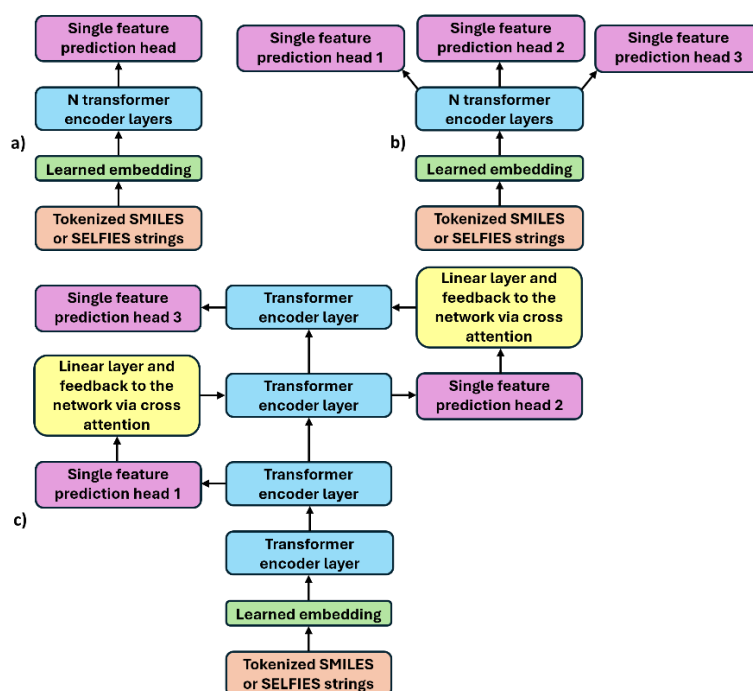 Single feature
prediction head
N transformer
encoder layers
a)
Learned embedding
Tokenized SMILES
or SELFIES strings
Single feature
prediction head 1
Single feature
prediction head 2
Single feature
prediction head 3
N transformer
encoder layers
b)
Learned embedding
Tokenized SMILES
or SELFIES strings
Single feature
prediction head 3
Transformer
encoder layer
Linear layer and
feedback to the
network via cross
attention
Linear layer and
feedback to the
network via cross
attention
Transformer
encoder layer
Single feature
prediction head 2
Single feature
prediction head 1
Transformer
encoder layer
c)
Transformer
encoder layer
Learned embedding
Tokenized SMILES
or SELFIES strings